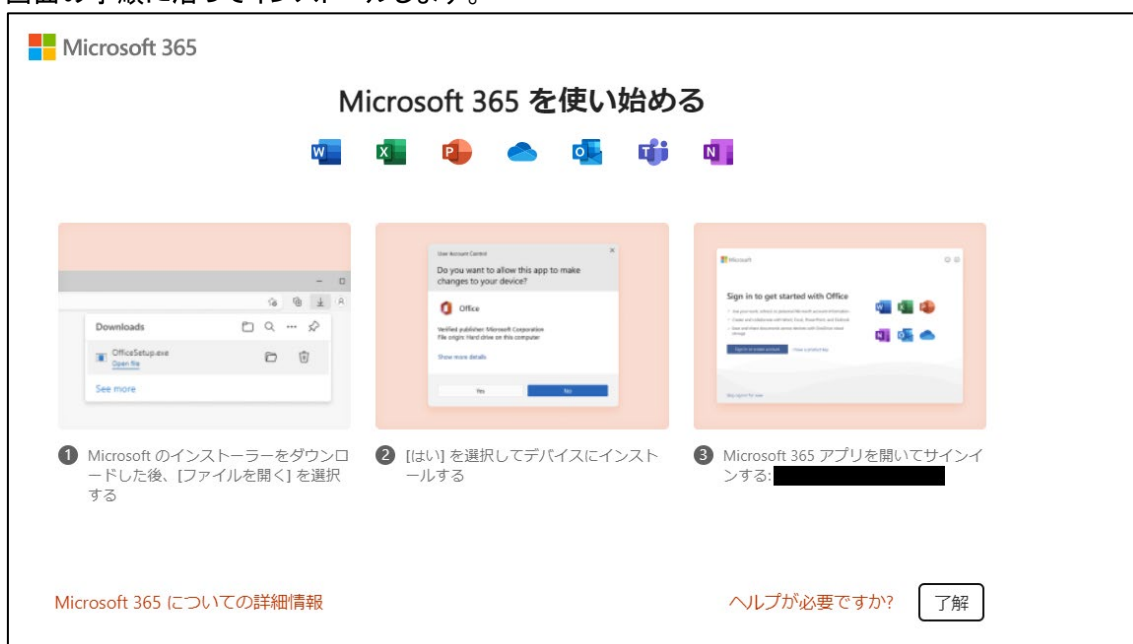 画面の手順に沿ってインストールします。
Microsoft 365
Microsoft 365 を使い始める
Downloads
OfficeSetup.exe
Open file
See more
User Account Control
Do you want to allow this app to make
changes to your device?
Office
Verified publisher: Microsoft Corporation
File origin: Hard drive on this computer
Show more details
Yes
No
Microsoft
Sign in to get started with Office
Sign in or create account
I have a product key
1 Microsoft のインストーラーをダウンロ
ードした後、[ファイルを開く] を選択
する
2 [はい] を選択してデバイスにインスト
ールする
3 Microsoft 365 アプリを開いてサインイ
ンする:
Microsoft 365 についての詳細情報
ヘルプが必要ですか?
了解